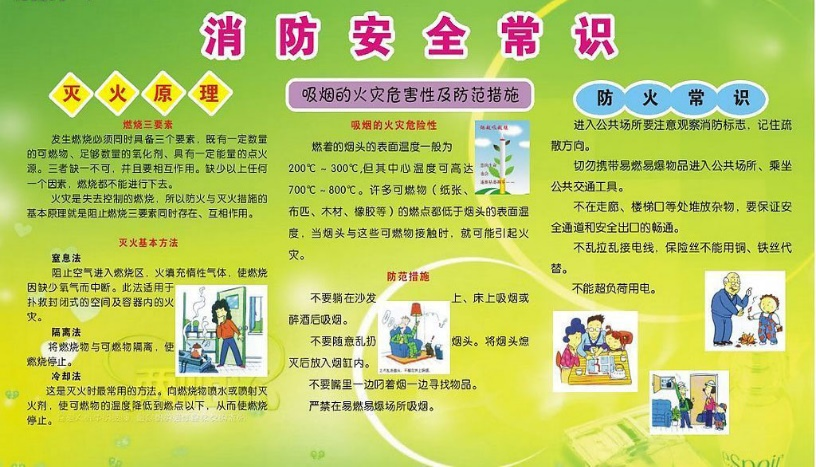 消防安全常识
灭火原理
燃烧三要素
发生燃烧必须同时具备三个要素，既有一定数量
的可燃物、足够数量的氧化剂、具有一定能量的点火
源。三者缺一不可，并且要相互作用。缺少以上任何
一个因素，燃烧都不能进行下去。
火灾是失去控制的燃烧，所以防火与灭火措施的
基本原理就是阻止燃烧三要素同时存在、互相作用。
灭火基本方法
窒息法
阻止空气进入燃烧区，火填充惰性气体，使燃烧
因缺少氧气而中断。此法适用于
扑救封闭式的空间及容器内的火
灾。
隔离法
将燃烧物与可燃物隔离，使
燃烧停止。
冷却法
这是灭火时最常用的方法。向燃烧物喷水或喷射灭
火剂，使可燃物的温度降低到燃点以下，从而使燃烧
停止。
吸烟的火灾危害性及防范措施
吸烟的火灾危险性
燃着的烟头的表面温度一般为
200℃～300℃,但其中心温度可高达
700℃～800℃。许多可燃物（纸张、
布匹、木材、橡胶等）的燃点都低于烟头的表面温
度，当烟头与这些可燃物接触时，就可能引起火
灾。
防范措施
不要躺在沙发上、床上吸烟或
醉酒后吸烟。
不要随意乱扔烟头。将烟头熄
灭后放入烟缸内。
不要嘴里一边叼着烟一边寻找物品。
严禁在易燃易爆场所吸烟。
防火常识
进入公共场所要注意观察消防标志，记住疏
散方向。
切勿携带易燃易爆物品进入公共场所、乘坐
公共交通工具。
不在走廊、楼梯口等处堆放杂物，要保证安
全通道和安全出口的畅通。
不乱拉乱接电线，保险丝不能用铜、铁丝代
替。
不能超负荷用电。